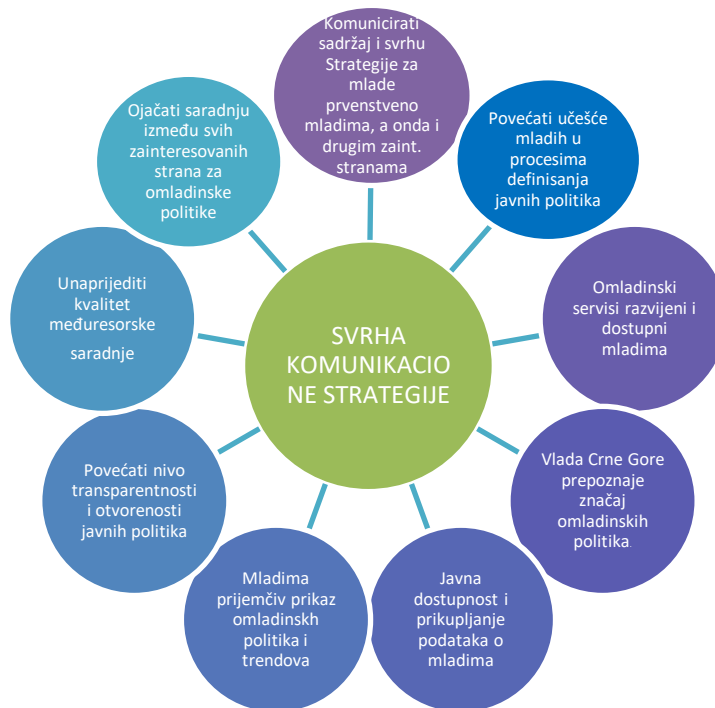 Komunicirati
sadržaj i svrhu
Strategije za
mlade
prvenstveno
mladima, a onda i
drugim zaint.
stranama
Povećati učešće
mladih u
procesima
definisanja
javnih politika
Omladinski
servisi razvijeni i
dostupni
mladima
Vlada Crne Gore
prepoznaje
značaj
omladinskih
politika.
Javna
dostupnost i
prikupljanje
podataka o
mladima
Mladima
prijemčiv prikaz
omladinskh
politika i
trendova
Povećati nivo
transparentnosti
i otvorenosti
javnih politika
Unaprijediti
kvalitet
međuresorske
saradnje
Ojačati saradnju
između svih
zainteresovanih
strana za
omladinske
politike
SVRHA
KOMUNIKACIO
NE STRATEGIJE